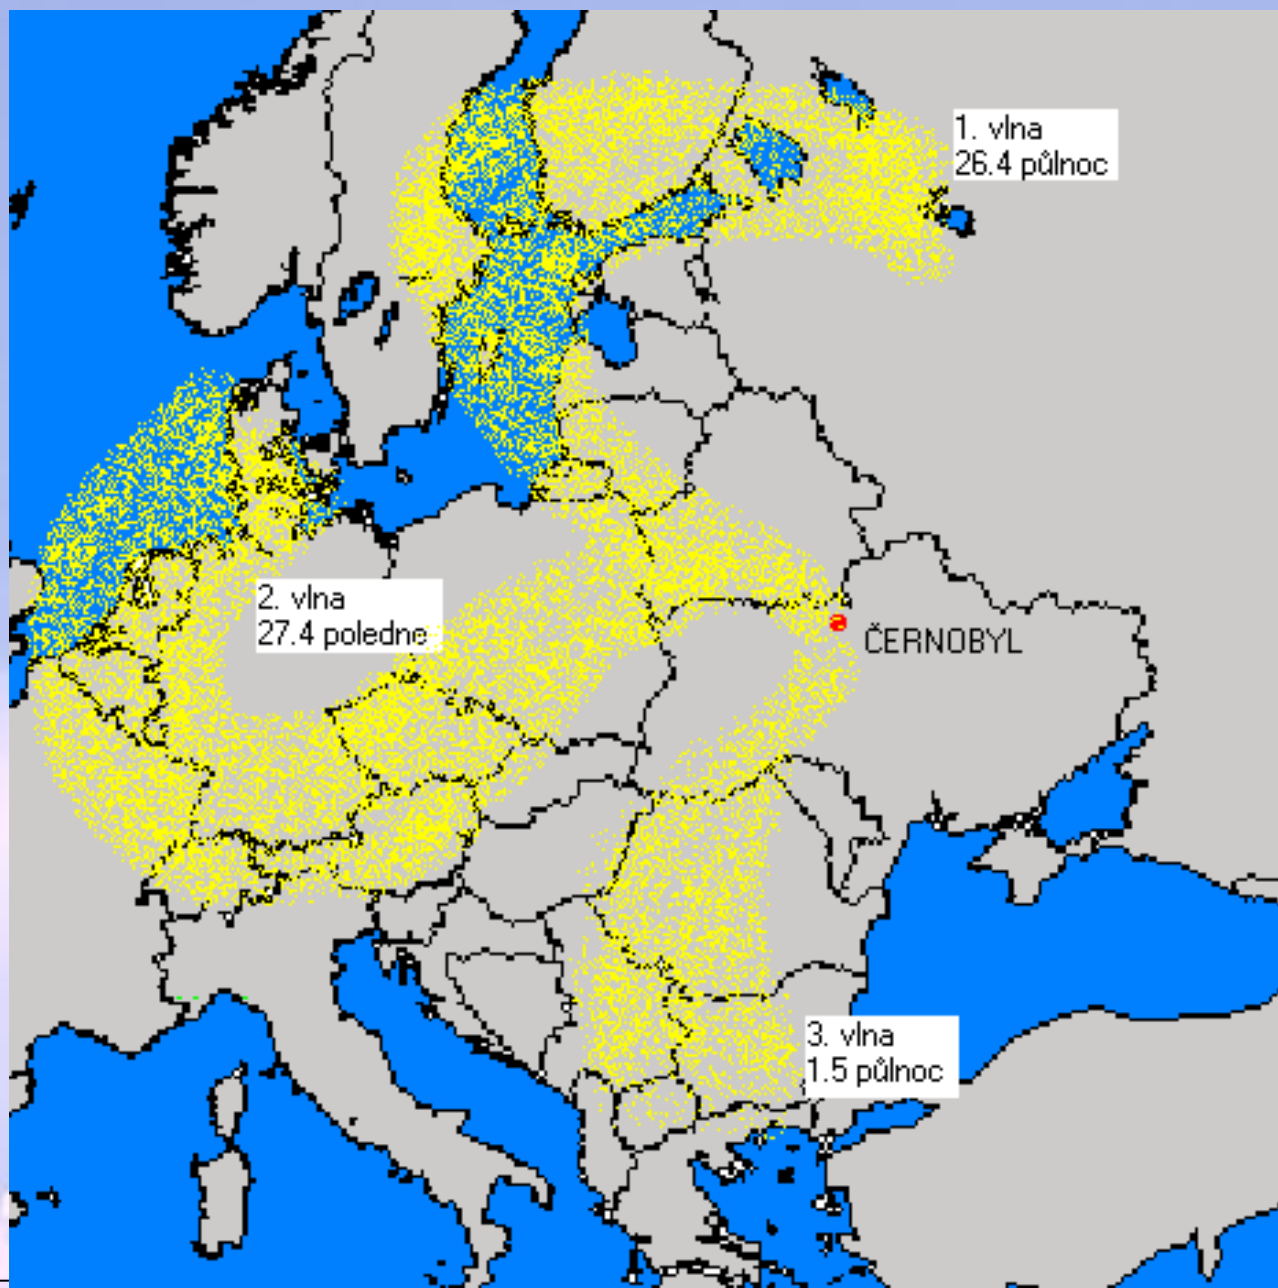 1. vlna
26.4 půlnoc
2. vlna
27.4 poledne
ČERNOBYL
3. vlna
1.5 půlnoc